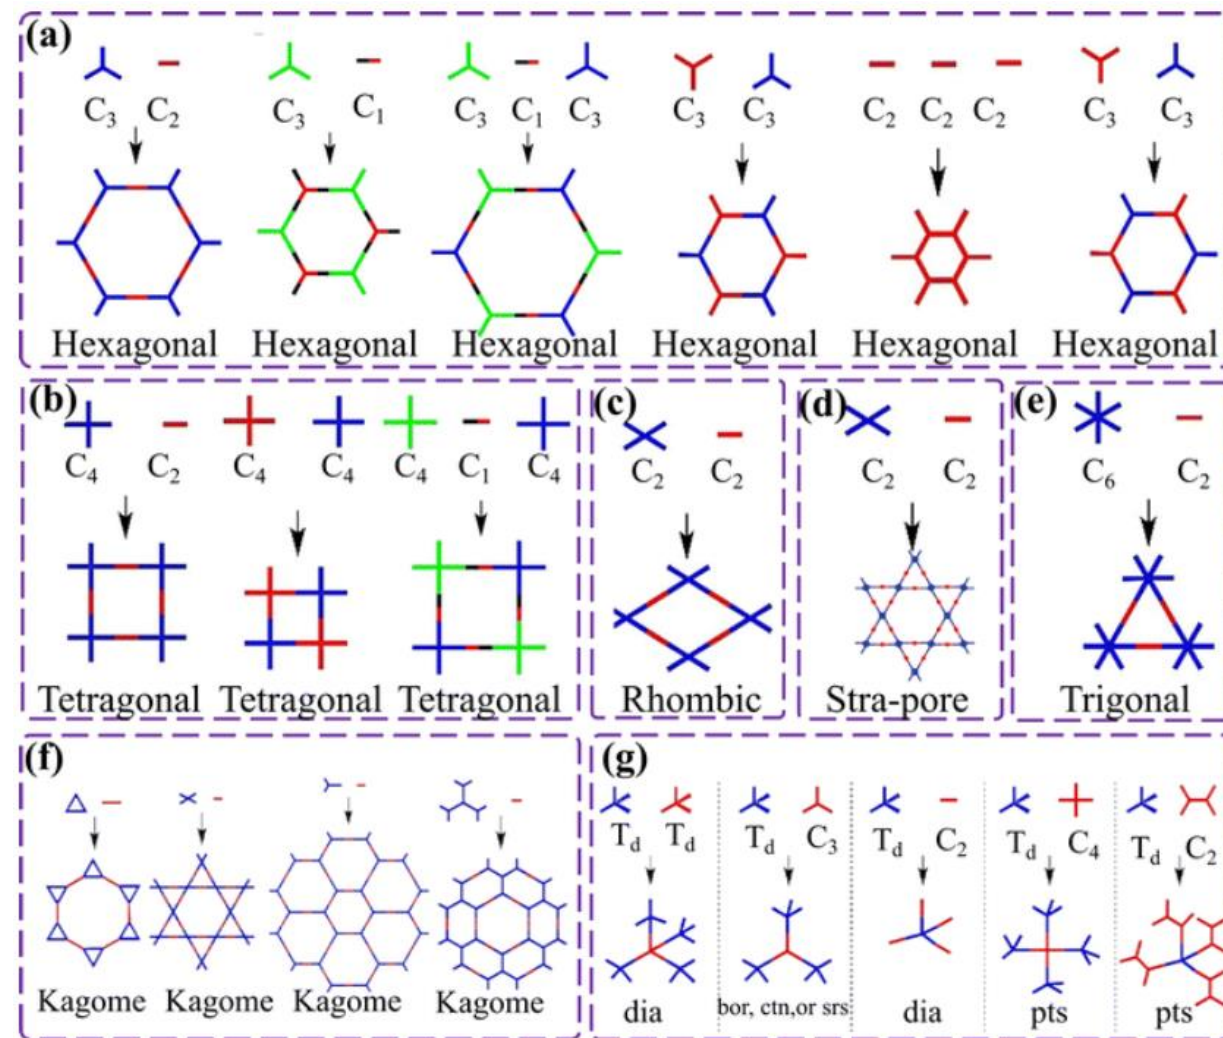 (a)
C3 C2 C3 C1 C3 C1 C3 C3 C3 C2 C2 C2 C3 C3
Hexagonal Hexagonal Hexagonal Hexagonal Hexagonal Hexagonal
(b) (c) (d) (e)
C4 C2 C4 C4 C4 C1 C4 C2 C2 C2 C2 C6 C2
Tetragonal Tetragonal Tetragonal Rhombic Stra-pore Trigonal
(f) (g)
Td Td Td C3 Td C2 Td C4 Td C2
Kagome Kagome Kagome Kagome
dia bor, ctn,or srs dia pts pts